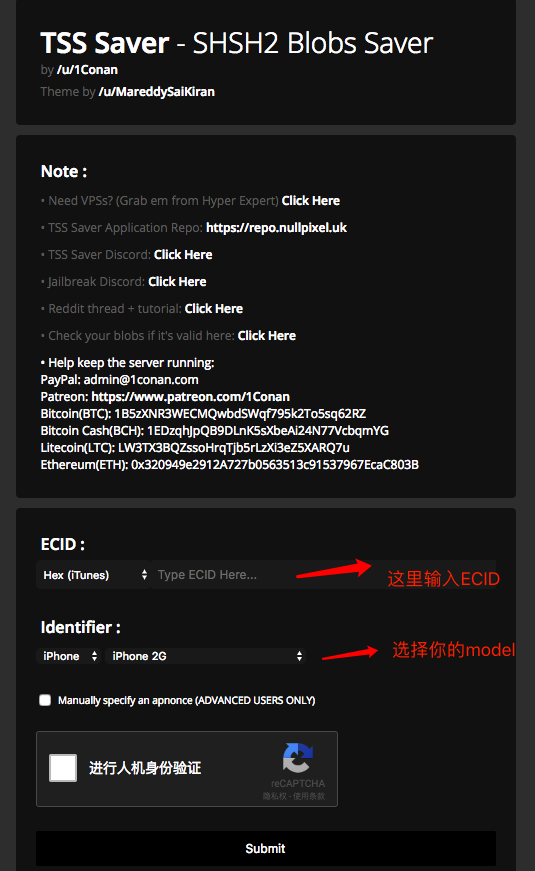 TSS Saver - SHSH2 Blobs Saver
by /u/1Conan
Theme by /u/MareddySaiKiran
Note :
• Need VPSs? (Grab em from Hyper Expert) Click Here
• TSS Saver Application Repo: https://repo.nullpixel.uk
• TSS Saver Discord: Click Here
• Jailbreak Discord: Click Here
• Reddit thread + tutorial: Click Here
• Check your blobs if it's valid here: Click Here
• Help keep the server running:
PayPal: admin@1conan.com
Patreon: https://www.patreon.com/1Conan
Bitcoin(BTC): 1B5zXNR3WECMQwbdSWqf795k2To5sq62RZ
Bitcoin Cash(BCH): 1EDzqhJpQB9DLnK5sXbeAi24N77VcbqmYG
Litecoin(LTC): LW3TX3BQZssoHrqTjb5rLzXi3eZ5XARQ7u
Ethereum(ETH): 0x320949e2912A727b0563513c91537967EcaC803B
ECID :
Hex (iTunes) Type ECID Here... 这里输入ECID
Identifier :
iPhone iPhone 2G 选择你的model
Manually specify an apnonce (ADVANCED USERS ONLY)
进行人机身份验证
reCAPTCHA
隐私权 - 使用条款
Submit